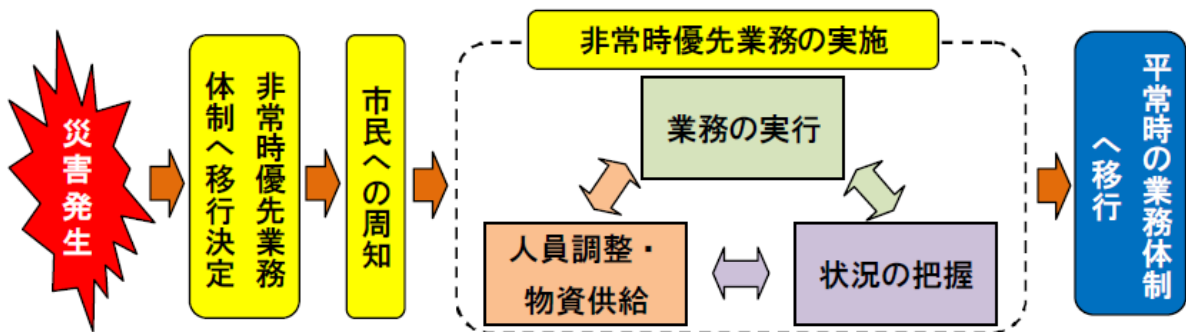 災害発生
非常時優先業務
体制へ移行決定
市民への周知
非常時優先業務の実施
業務の実行
人員調整・
物資供給
状況の把握
平常時の業務体制
へ移行